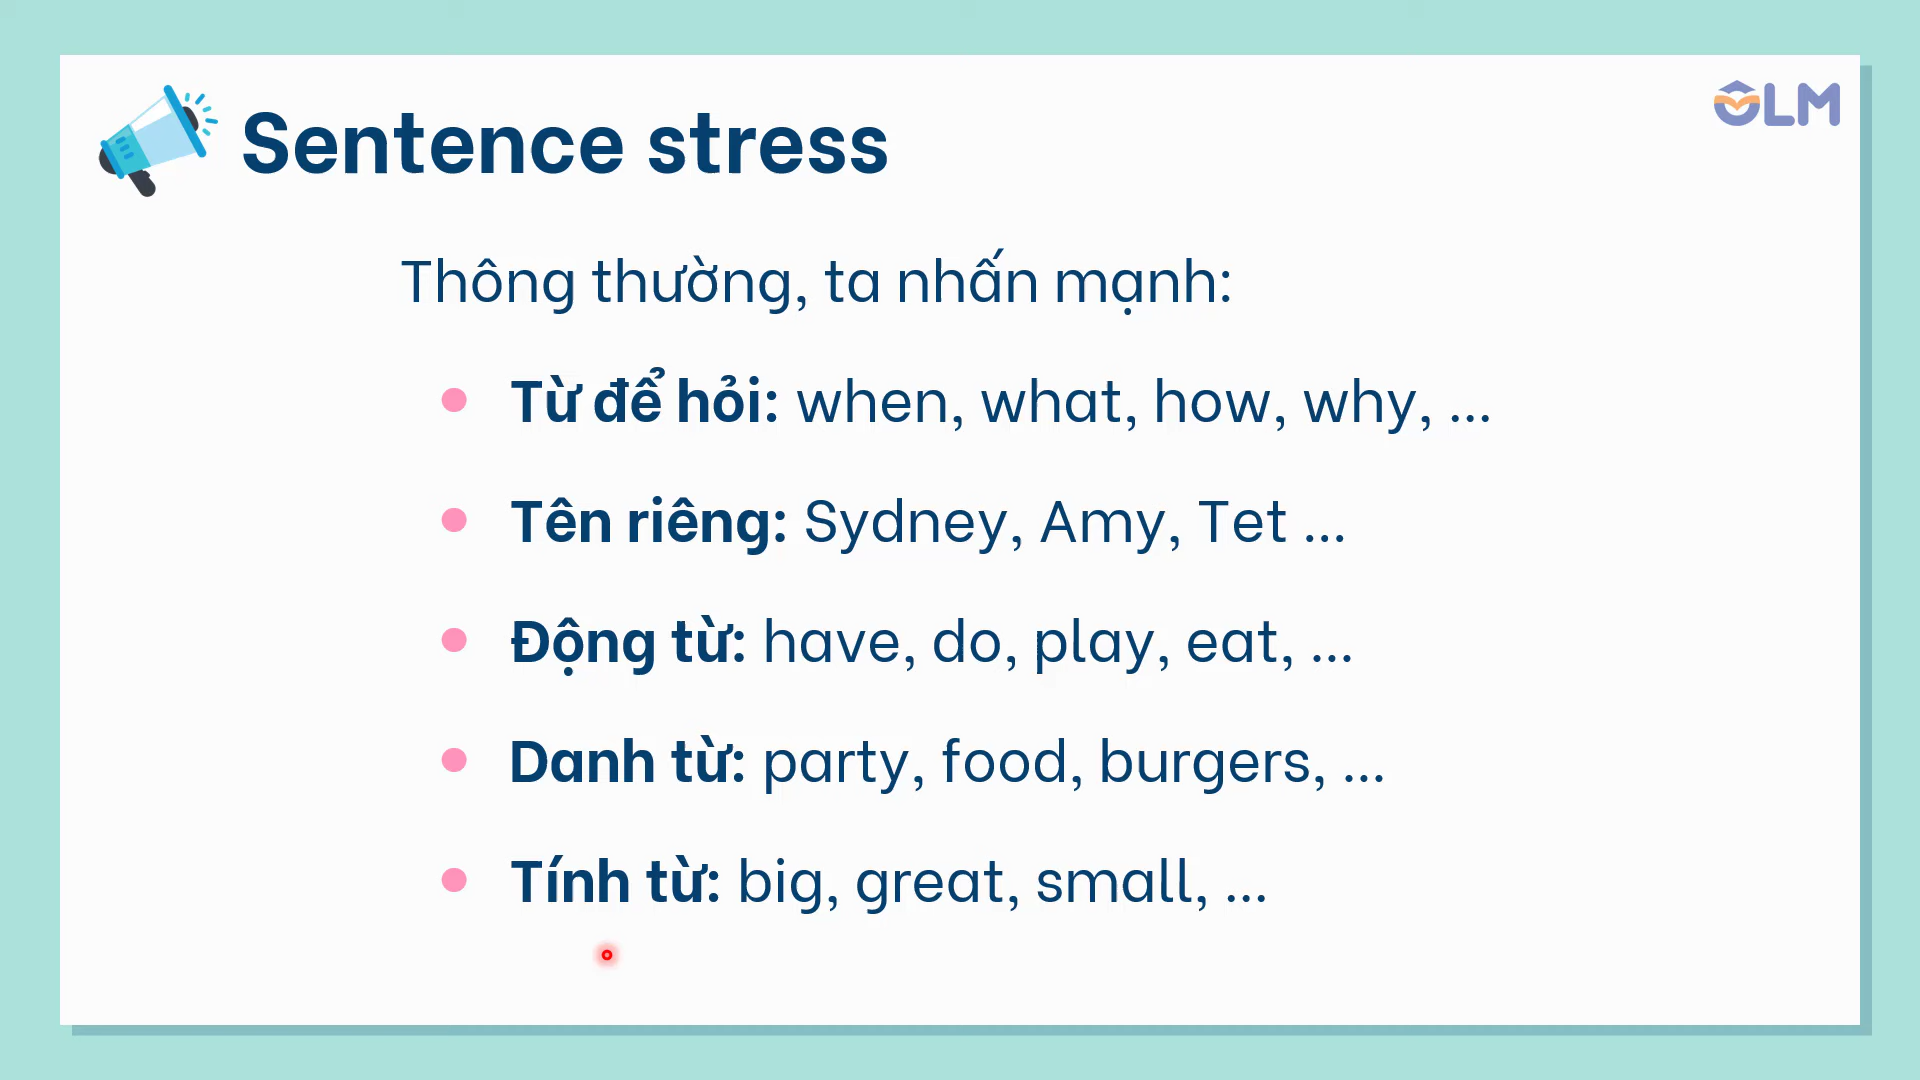 OLM
Sentence stress
Thông thường, ta nhấn mạnh:
Từ để hỏi: when, what, how, why, ...
Tên riêng: Sydney, Amy, Tet ...
Động từ: have, do, play, eat, ...
Danh từ: party, food, burgers, ...
Tính từ: big, great, small, ...